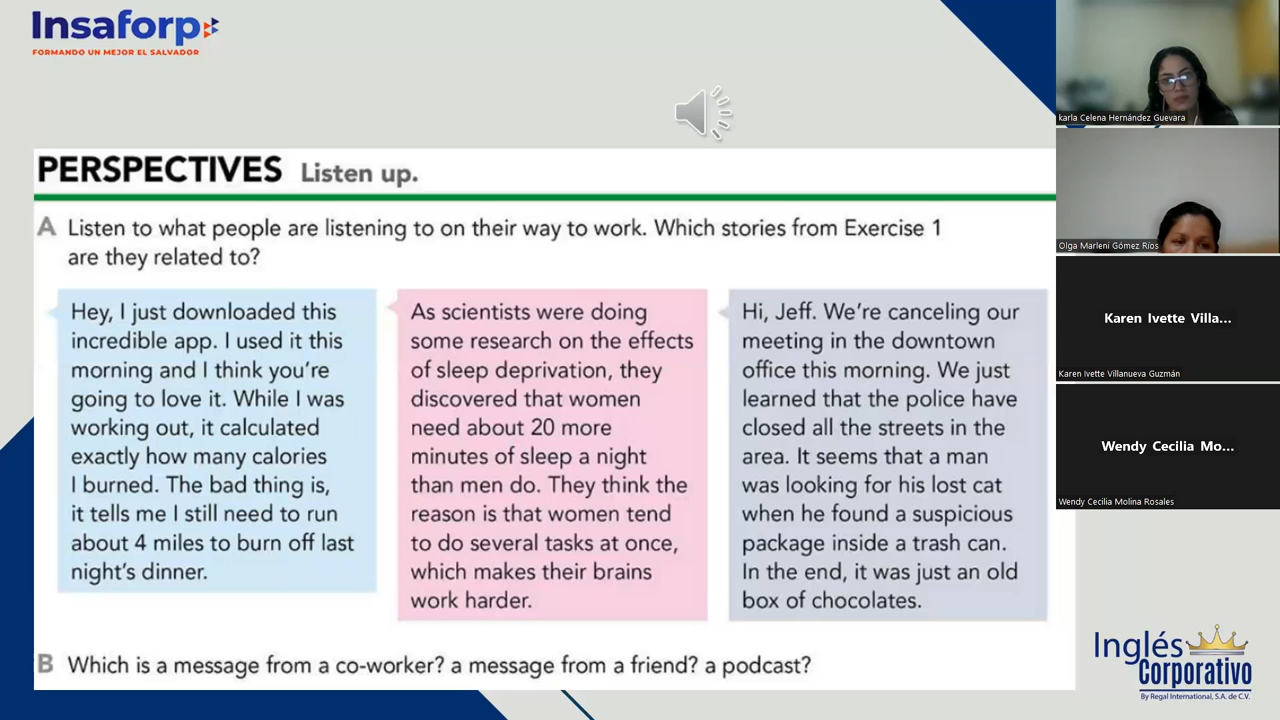 Insaforp
FORMANDO UN MEJOR EL SALVADOR
PERSPECTIVES Listen up.
A Listen to what people are listening to on their way to work. Which stories from Exercise 1
are they related to?
Hey, I just downloaded this
incredible app. I used it this
morning and I think you're
going to love it. While I was
working out, it calculated
exactly how many calories
I burned. The bad thing is,
it tells me I still need to run
about 4 miles to burn off last
night's dinner.
As scientists were doing
some research on the effects
of sleep deprivation, they
discovered that women
need about 20 more
minutes of sleep a night
than men do. They think the
reason is that women tend
to do several tasks at once,
which makes their brains
work harder.
Hi, Jeff. We're canceling our
meeting in the downtown
office this morning. We just
learned that the police have
closed all the streets in the
area. It seems that a man
was looking for his lost cat
when he found a suspicious
package inside a trash can.
In the end, it was just an old
box of chocolates.
B Which is a message from a co-worker? a message from a friend? a podcast?
karla Celena Hernández Guevara
Olga Marleni Gómez Ríos
Karen Ivette Villa...
Karen Ivette Villanueva Guzmán
Wendy Cecilia Mo...
Wendy Cecilia Molina Rosales
Inglés
Corporativo
By Regal International, S.A. de C.V.